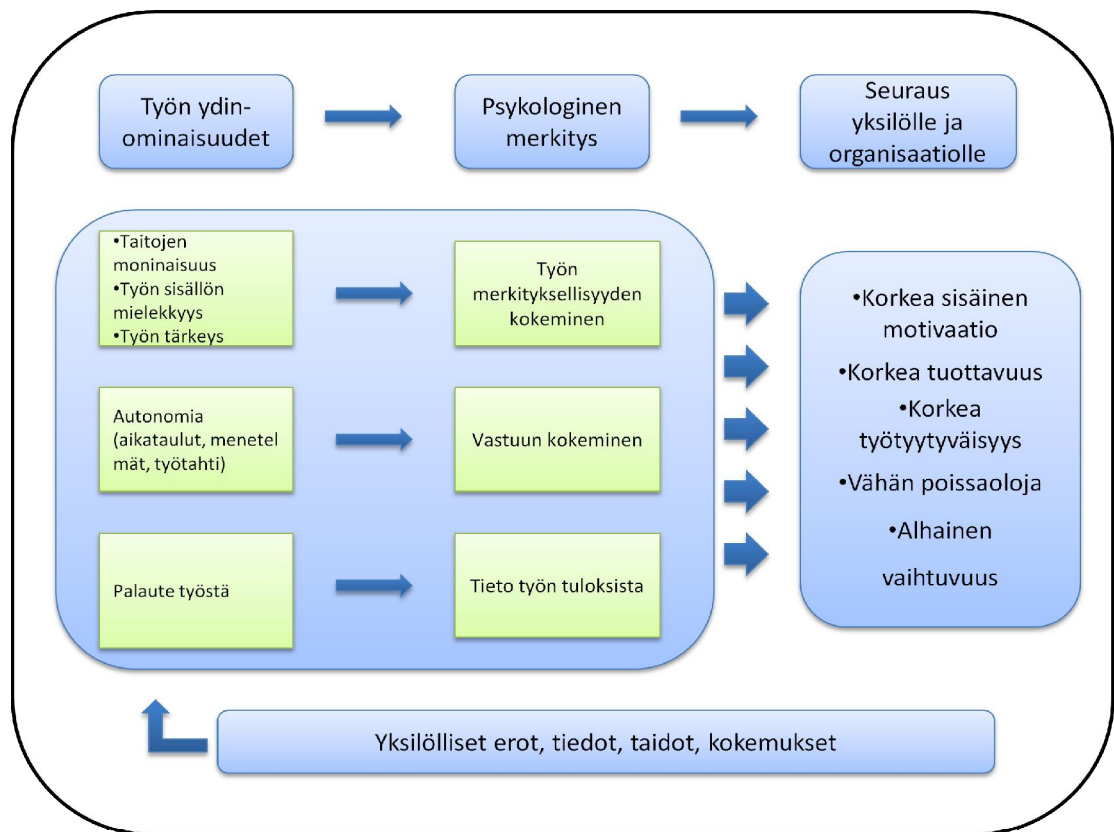 Työn ydin-
ominaisuudet
Psykologinen
merkitys
Seuraus
yksilölle ja
organisaatiolle
•Taitojen
moninaisuus
•Työn sisällön
mielekkyys
•Työn tärkeys
Työn
merkityksellisyyden
kokeminen
Autonomia
(aikataulut, menetel
mät, työtahti)
Vastuun kokeminen
Palaute työstä
Tieto työn tuloksista
•Korkea sisäinen
motivaatio
•Korkea tuottavuus
•Korkea
työtyytyväisyys
•Vähän poissaoloja
•Alhainen
vaihtuvuus
Yksilölliset erot, tiedot, taidot, kokemukset